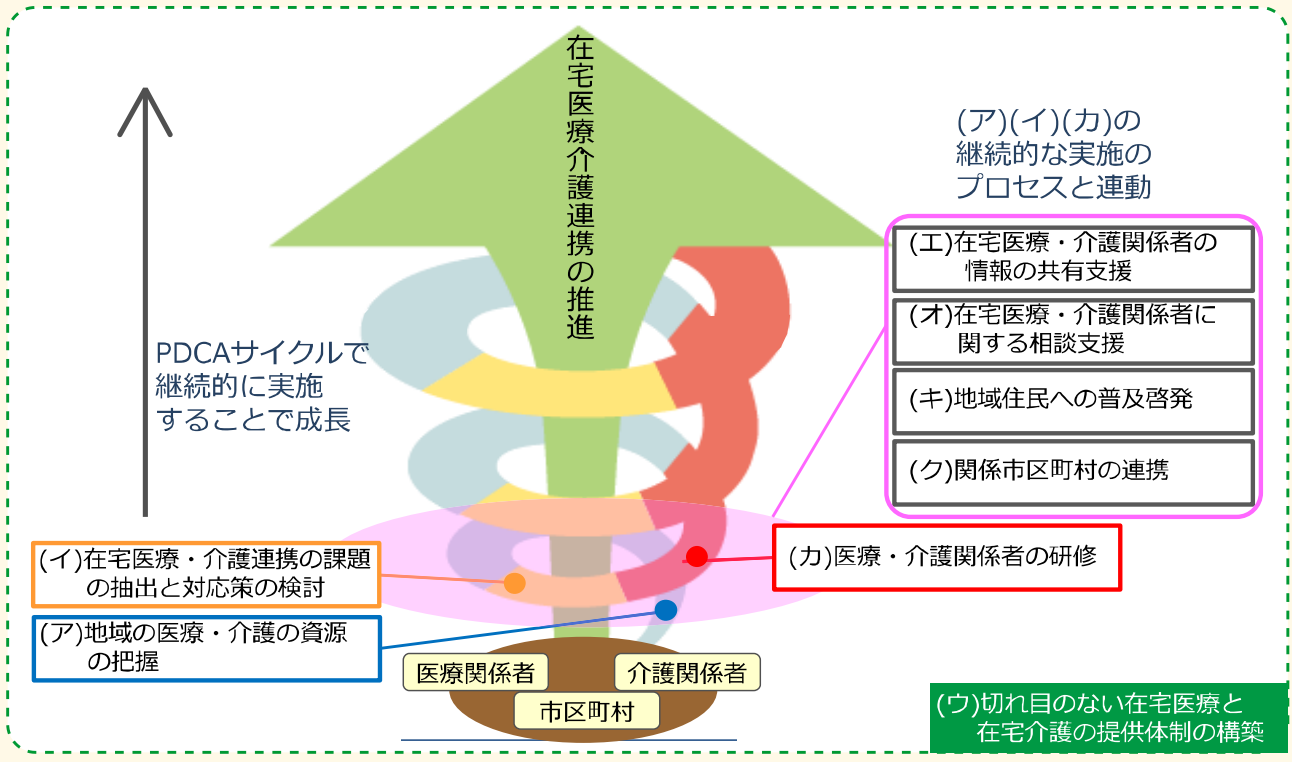 在宅医療・介護連携の推進
(ア)(イ)(カ)の
継続的な実施の
プロセスと連動
(エ)在宅医療・介護関係者の
情報の共有支援
(オ)在宅医療・介護関係者に
関する相談支援
(キ)地域住民への普及啓発
(ク)関係市区町村の連携
PDCAサイクルで
継続的に実施
することで成長
(イ)在宅医療・介護連携の課題
の抽出と対応策の検討
(カ)医療・介護関係者の研修
(ア)地域の医療・介護の資源
の把握
医療関係者
介護関係者
市区町村
(ウ)切れ目のない在宅医療と
在宅介護の提供体制の構築